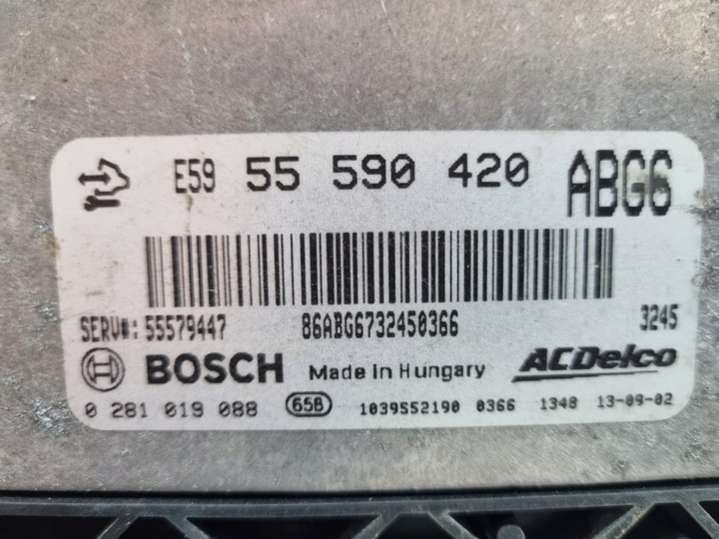 E59 55 590 420 ABG6
SERV#: 55579447 86ABG6732450366 3245
BOSCH Made in Hungary ACDelco
0 281 019 088 65B 1039552190 0366 1348 13-09-02